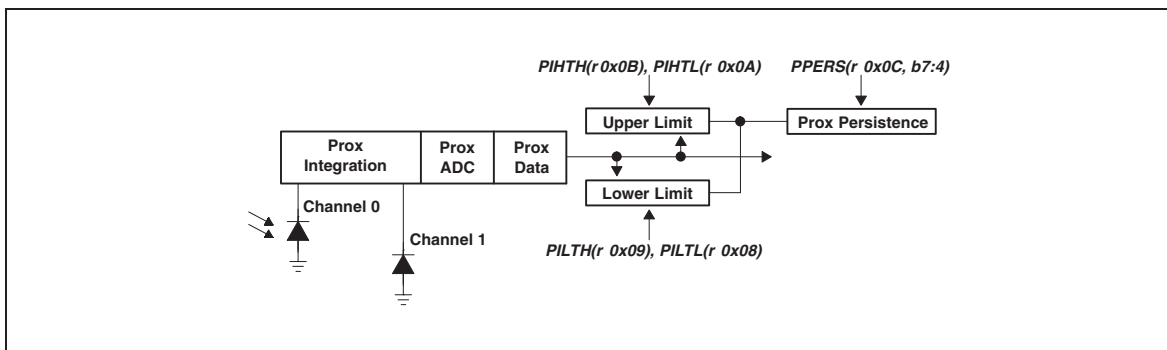 PIHTH(r 0x0B), PIHTL(r 0x0A)
PPERS(r 0x0C, b7:4)
Upper Limit
Prox Persistence
Prox
Integration
Prox
ADC
Prox
Data
Lower Limit
Channel 0
Channel 1
PILTH(r 0x09), PILTL(r 0x08)